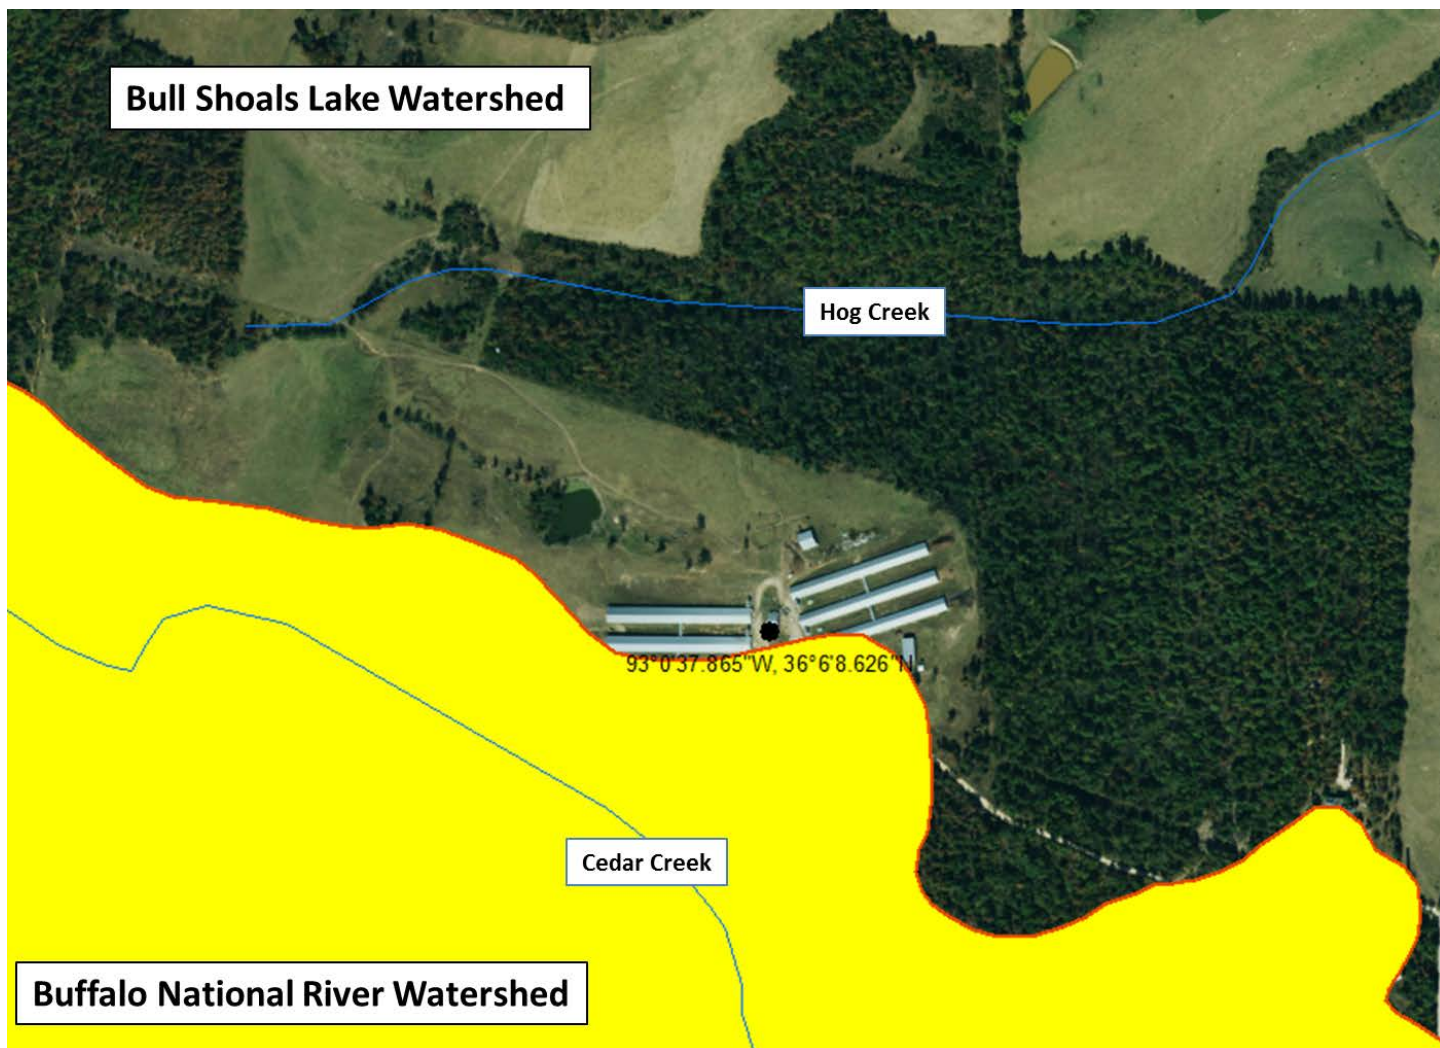 Bull Shoals Lake Watershed
Hog Creek
93°0'37.865"W, 36°6'8.626"N
Cedar Creek
Buffalo National River Watershed